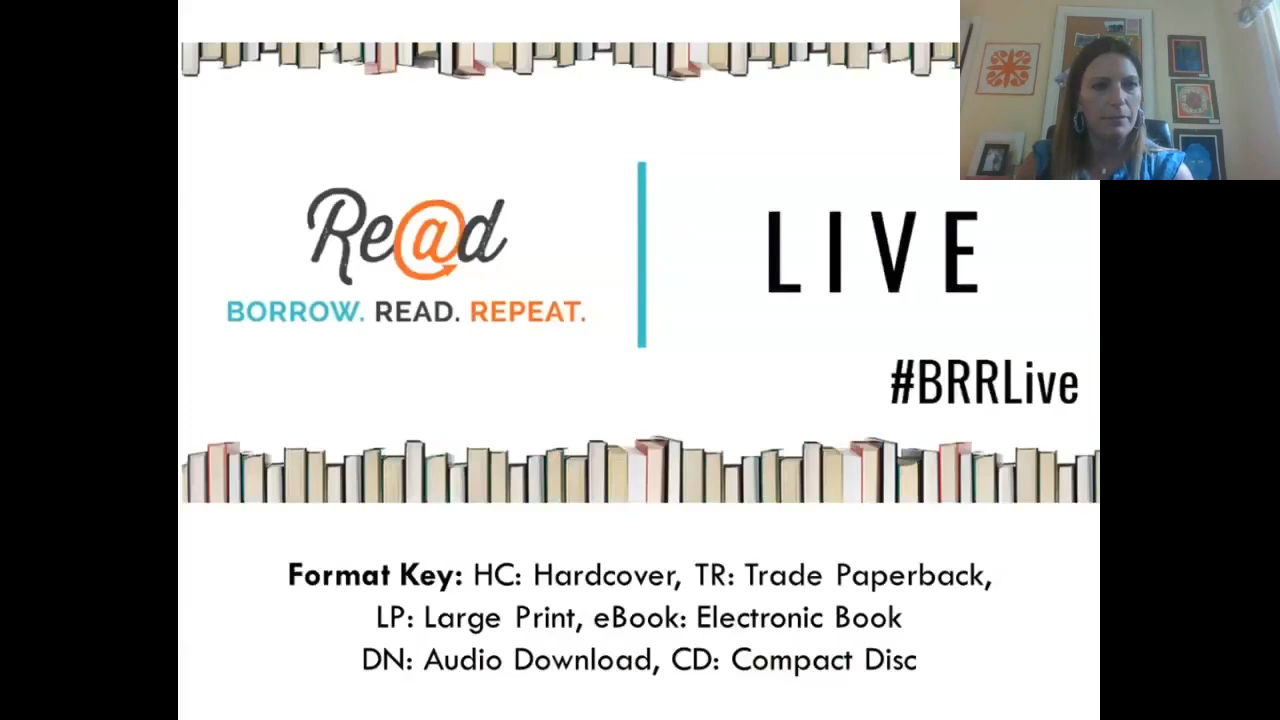 Re@d
BORROW. READ. REPEAT.
LIVE
#BRRLive
Format Key: HC: Hardcover, TR: Trade Paperback,
LP: Large Print, eBook: Electronic Book
DN: Audio Download, CD: Compact Disc